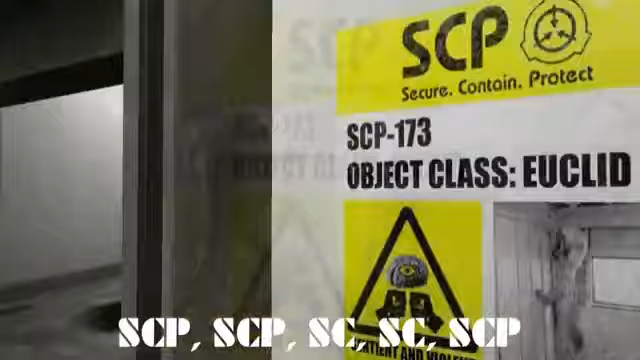 SCP
Secure. Contain. Protect
SCP-173
OBJECT CLASS: EUCLID
SCP, SCP, SC, SC, SCP